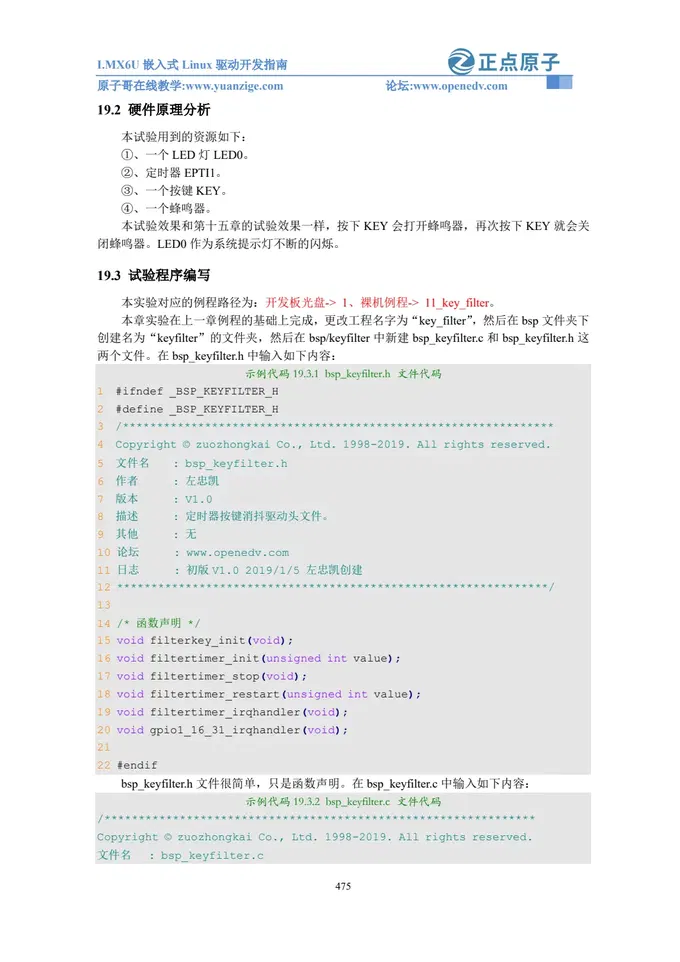 I.MX6U 嵌入式 Linux 驱动开发指南
正点原子
原子哥在线教学:www.yuanzige.com 论坛:www.openedv.com
19.2 硬件原理分析
本试验用到的资源如下：
①、一个 LED 灯 LED0。
②、定时器 EPTI1。
③、一个按键 KEY。
④、一个蜂鸣器。
本试验效果和第十五章的试验效果一样，按下 KEY 会打开蜂鸣器，再次按下 KEY 就会关
闭蜂鸣器。LED0 作为系统提示灯不断的闪烁。
19.3 试验程序编写
本实验对应的例程路径为：开发板光盘-> 1、裸机例程-> 11_key_filter。
本章实验在上一章例程的基础上完成，更改工程名字为“key_filter”，然后在 bsp 文件夹下
创建名为“keyfilter”的文件夹，然后在 bsp/keyfilter 中新建 bsp_keyfilter.c 和 bsp_keyfilter.h 这
两个文件。在 bsp_keyfilter.h 中输入如下内容：
示例代码 19.3.1 bsp_keyfilter.h 文件代码
1 #ifndef _BSP_KEYFILTER_H
2 #define _BSP_KEYFILTER_H
3 /***************************************************************
4 Copyright © zuozhongkai Co., Ltd. 1998-2019. All rights reserved.
5 文件名 : bsp_keyfilter.h
6 作者 : 左忠凯
7 版本 : V1.0
8 描述 : 定时器按键消抖驱动头文件。
9 其他 : 无
10 论坛 : www.openedv.com
11 日志 : 初版 V1.0 2019/1/5 左忠凯创建
12 ***************************************************************/
13
14 /* 函数声明 */
15 void filterkey_init(void);
16 void filtertimer_init(unsigned int value);
17 void filtertimer_stop(void);
18 void filtertimer_restart(unsigned int value);
19 void filtertimer_irqhandler(void);
20 void gpio1_16_31_irqhandler(void);
21
22 #endif
bsp_keyfilter.h 文件很简单，只是函数声明。在 bsp_keyfilter.c 中输入如下内容：
示例代码 19.3.2 bsp_keyfilter.c 文件代码
/***************************************************************
Copyright © zuozhongkai Co., Ltd. 1998-2019. All rights reserved.
文件名 : bsp_keyfilter.c
475